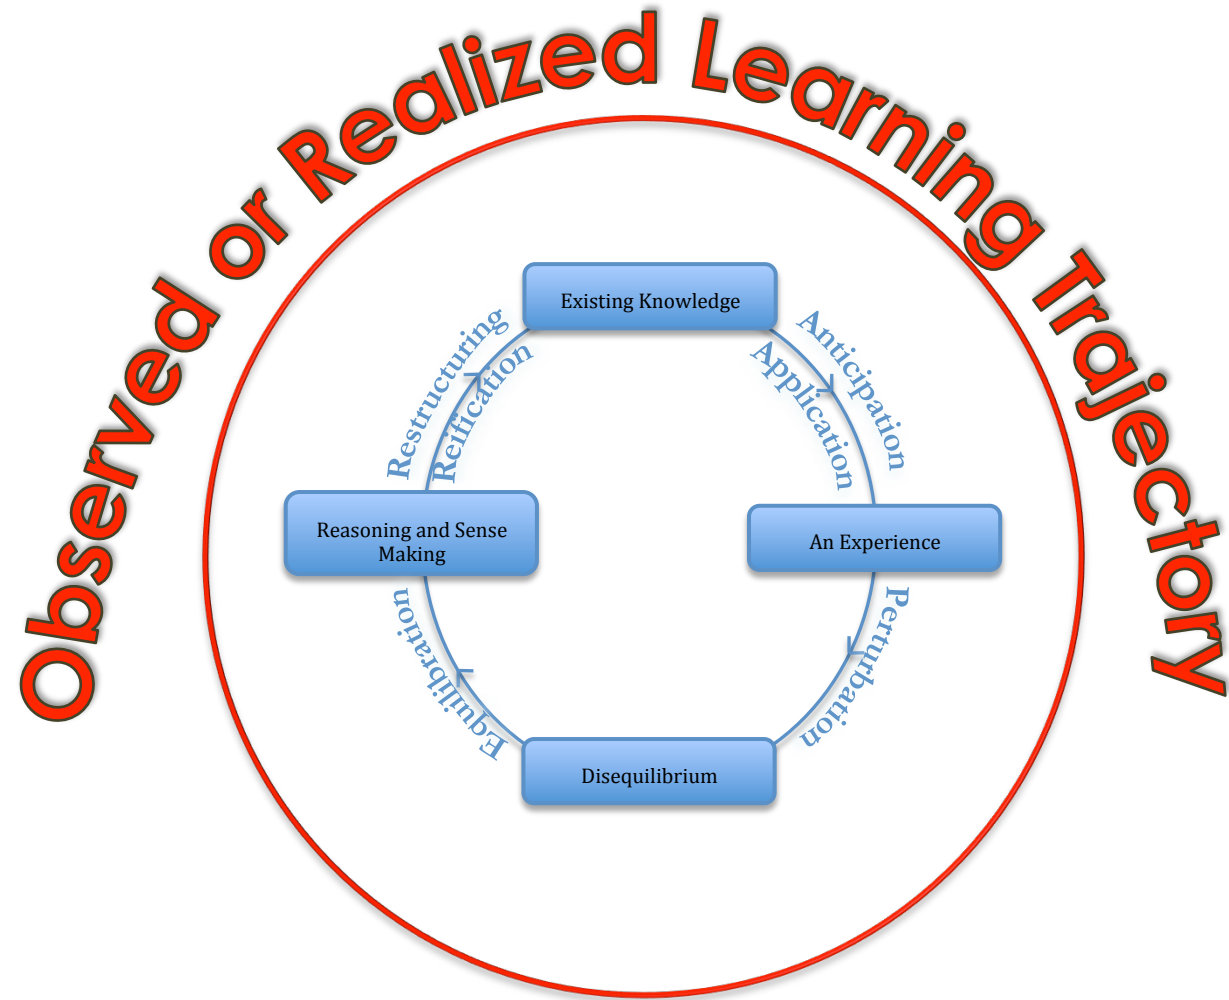 Observed or Realized Learning Trajectory
Existing Knowledge
Anticipation
Application
An Experience
Perturbation
Disequilibrium
Equilibration
Reasoning and Sense
Making
Restructuring
Reification